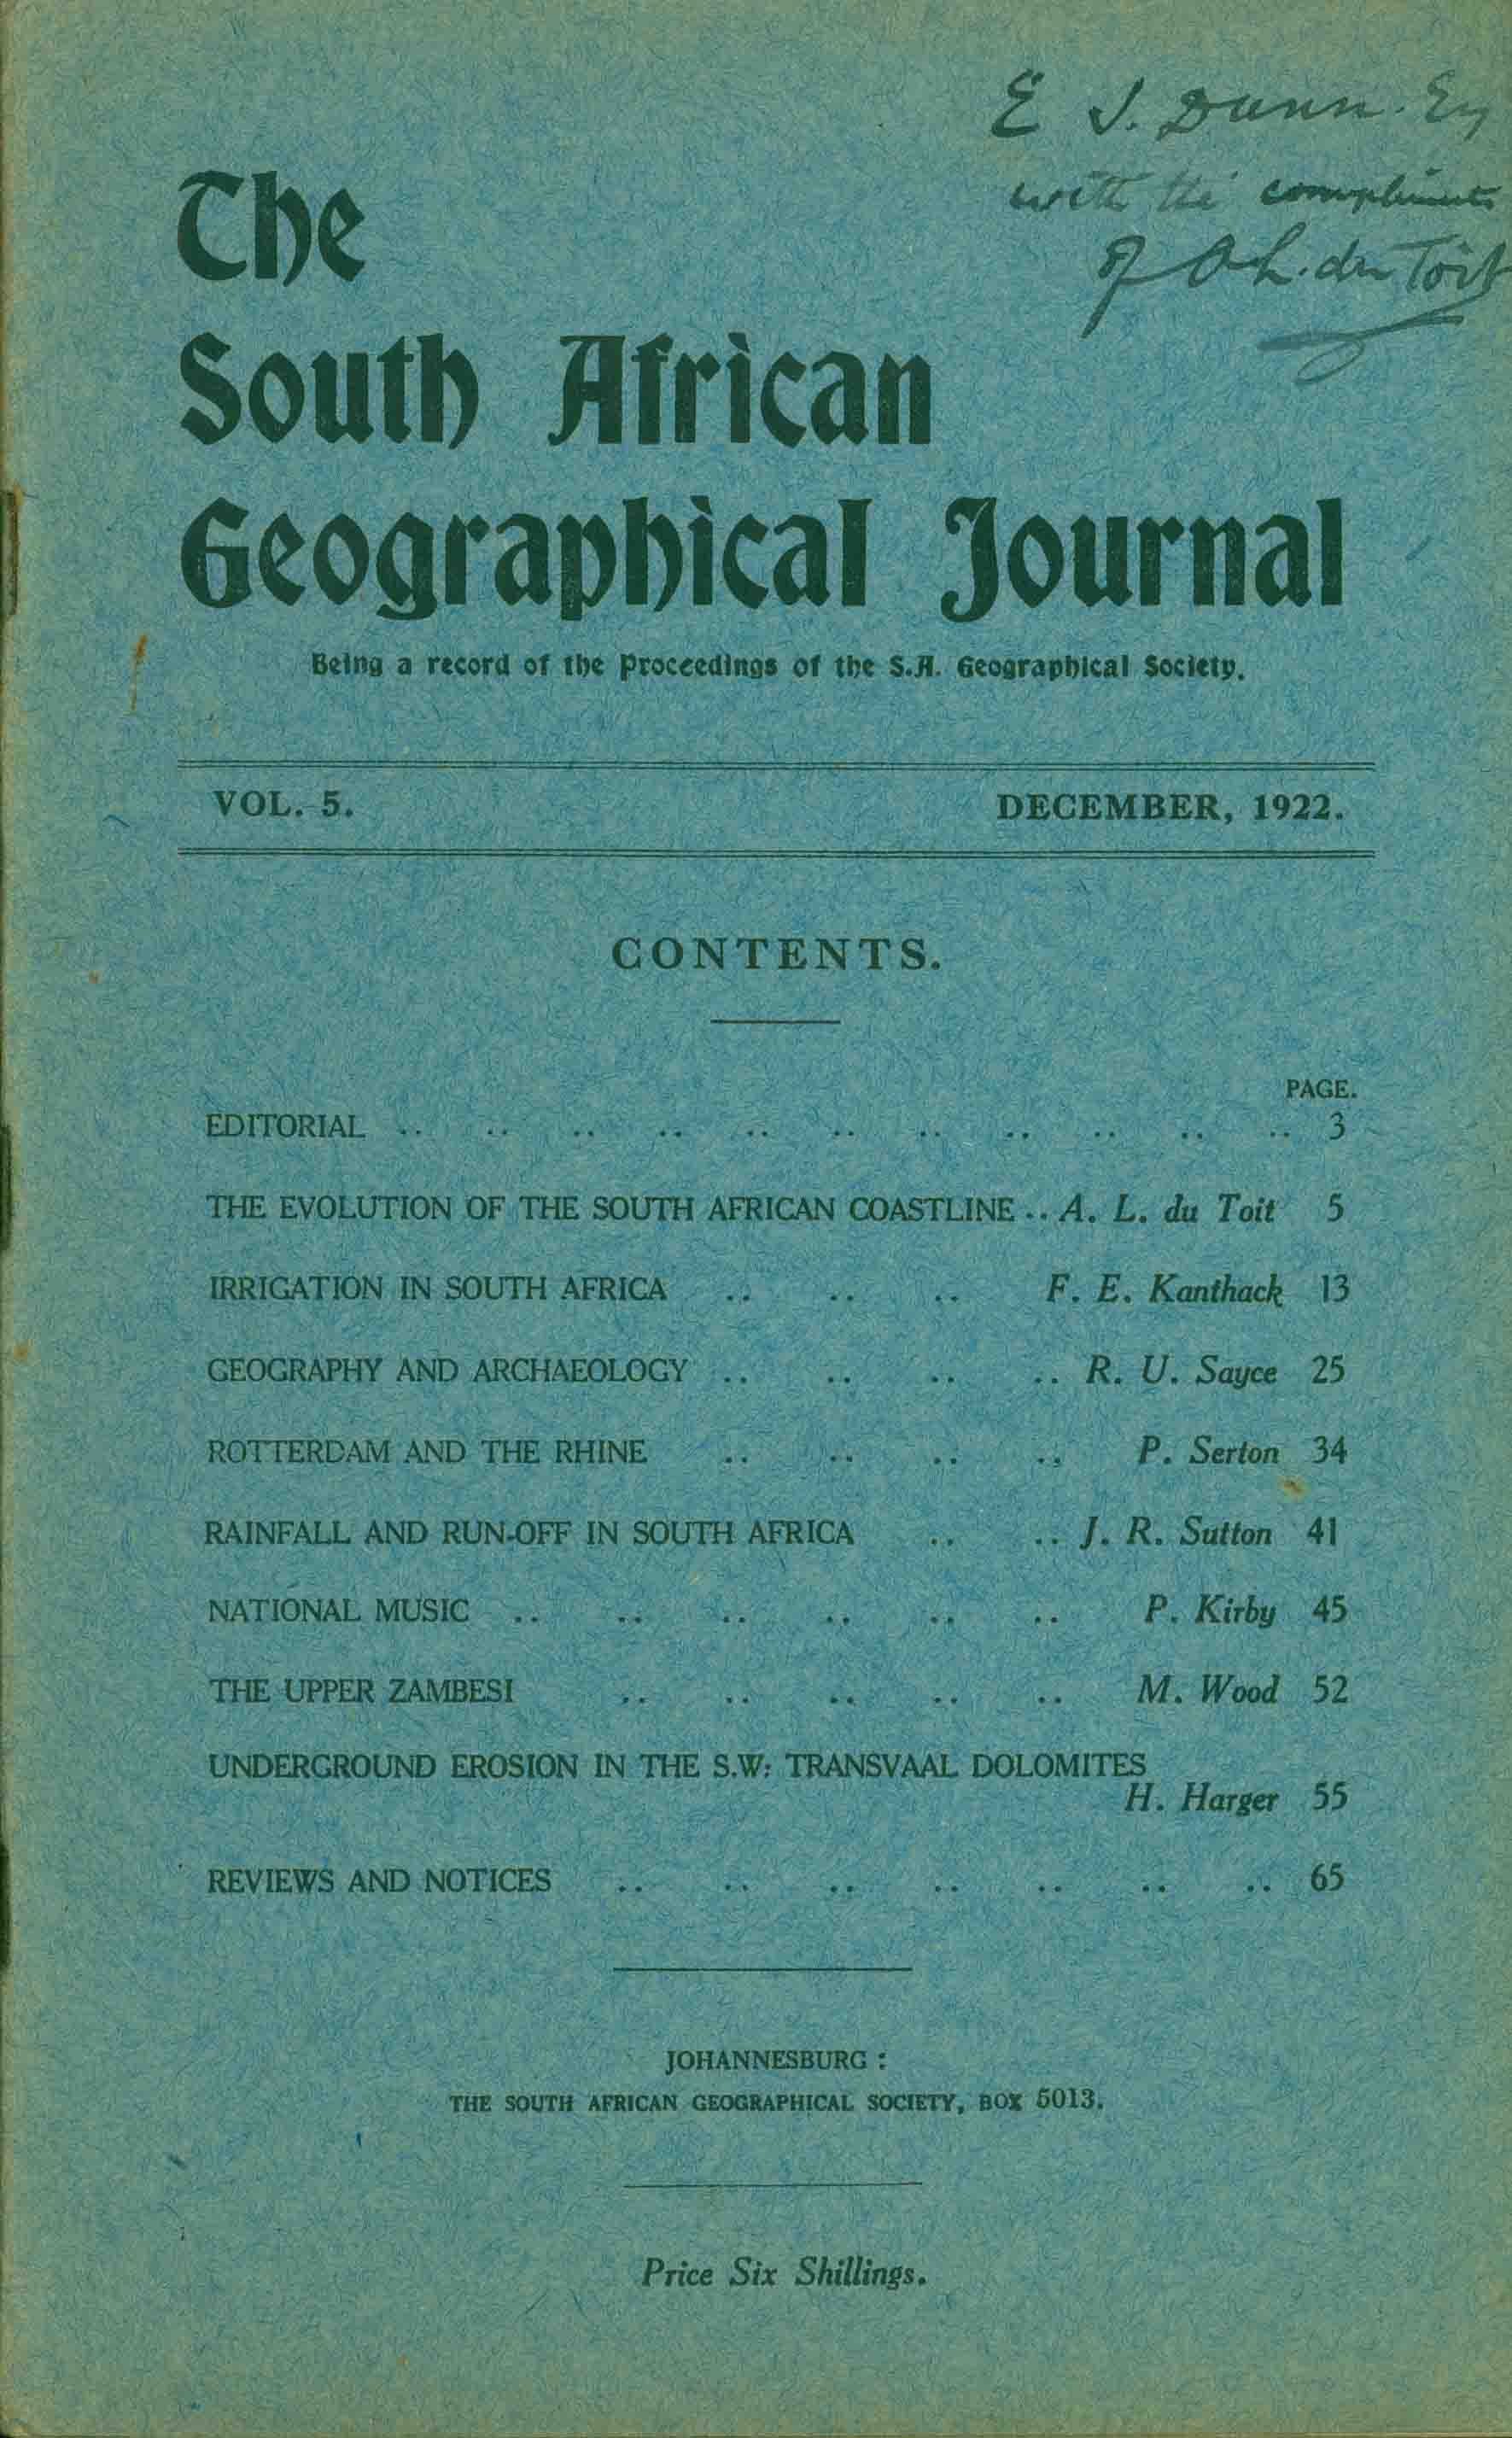 E J. Dunn. Esq
with the compliments
of A. L. du Toit
The
South African
Geographical Journal
Being a record of the Proceedings of the S.A. Geographical Society.
VOL. 5. DECEMBER, 1922.
CONTENTS.
PAGE.
EDITORIAL .. .. .. .. .. .. .. .. .. .. .. 3
THE EVOLUTION OF THE SOUTH AFRICAN COASTLINE .. A. L. du Toit 5
IRRIGATION IN SOUTH AFRICA .. .. .. F. E. Kanthack 13
GEOGRAPHY AND ARCHAEOLOGY .. .. .. .. R. U. Sayce 25
ROTTERDAM AND THE RHINE .. .. .. .. P. Serton 34
RAINFALL AND RUN-OFF IN SOUTH AFRICA .. .. J. R. Sutton 41
NATIONAL MUSIC .. .. .. .. .. .. P. Kirby 45
THE UPPER ZAMBESI .. .. .. .. .. M. Wood 52
UNDERGROUND EROSION IN THE S.W: TRANSVAAL DOLOMITES
H. Harger 55
REVIEWS AND NOTICES .. .. .. .. .. .. .. 65
JOHANNESBURG :
THE SOUTH AFRICAN GEOGRAPHICAL SOCIETY, BOX 5013.
Price Six Shillings.